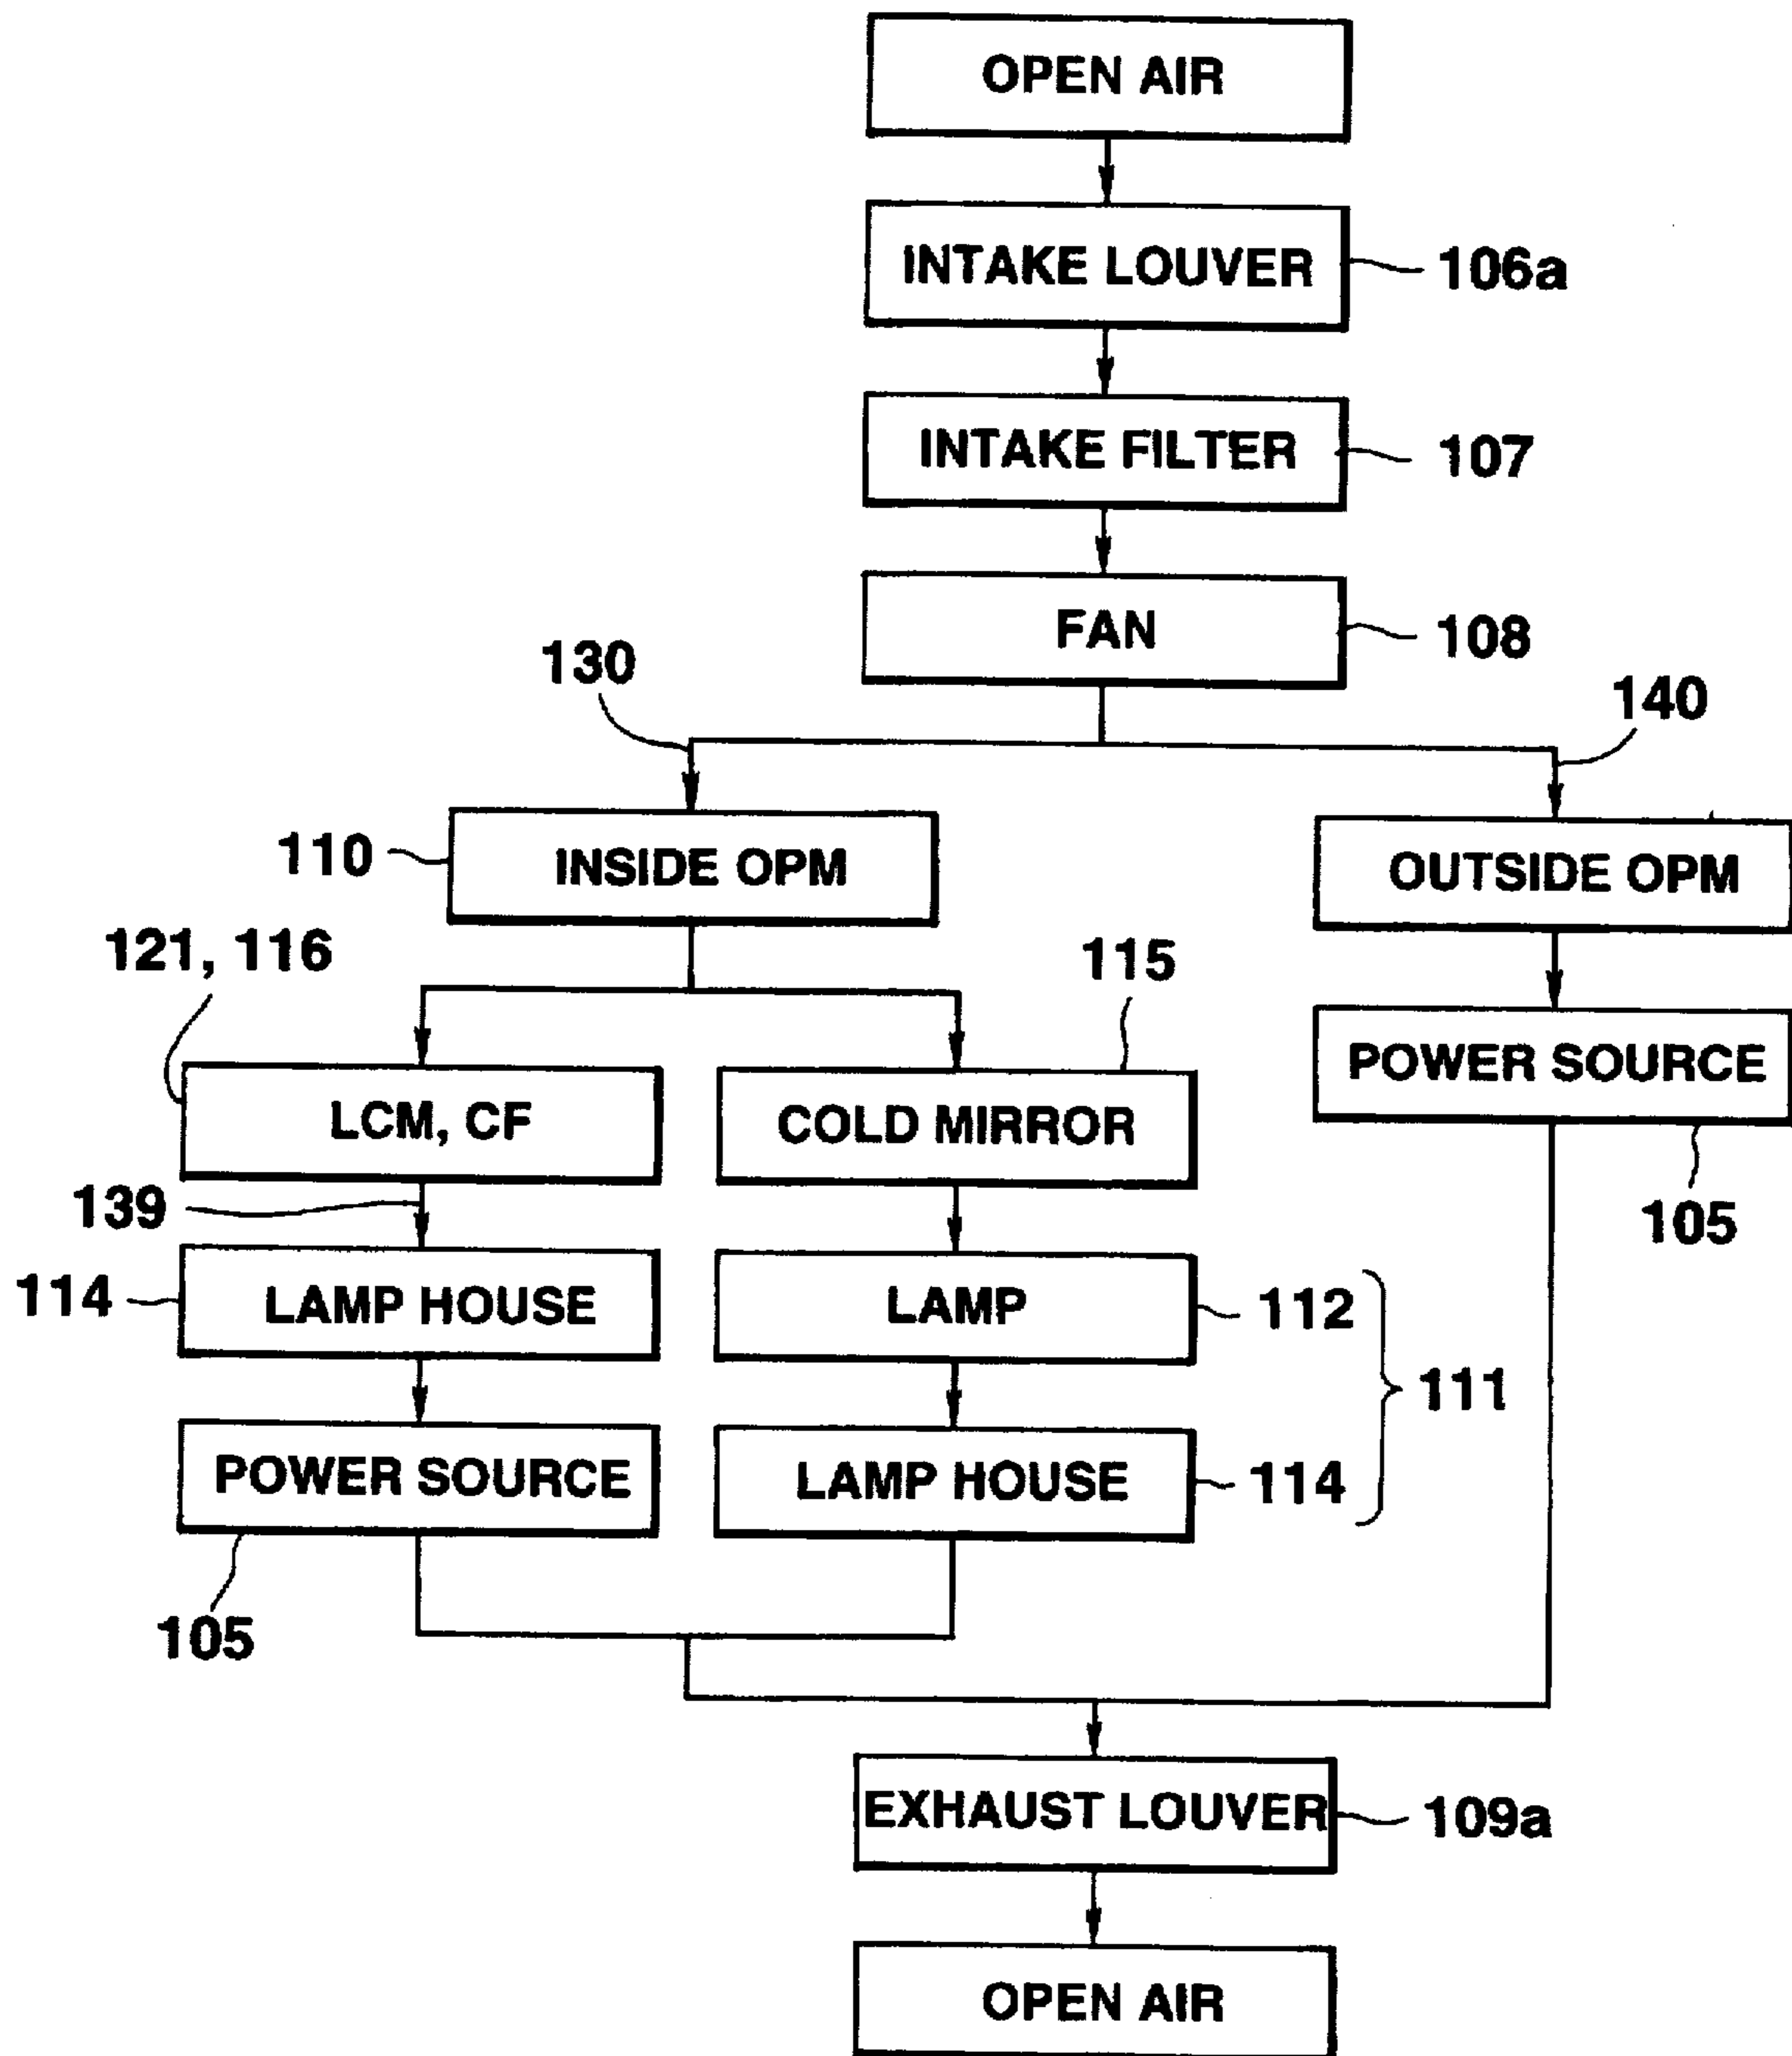 OPEN AIR
INTAKE LOUVER
106a
INTAKE FILTER
107
FAN
108
130
140
110
INSIDE OPM
OUTSIDE OPM
121, 116
115
LCM, CF
COLD MIRROR
POWER SOURCE
139
105
114
LAMP HOUSE
LAMP
112
111
POWER SOURCE
LAMP HOUSE
114
105
EXHAUST LOUVER
109a
OPEN AIR